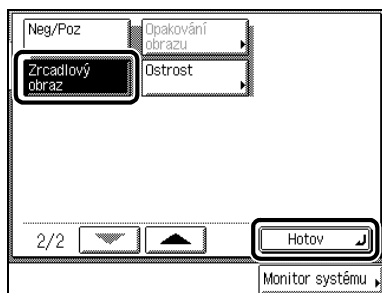 Neg/Poz
Opakování
obrazu
Zrcadlový
obraz
Ostrost
2/2
Hotov
Monitor systému